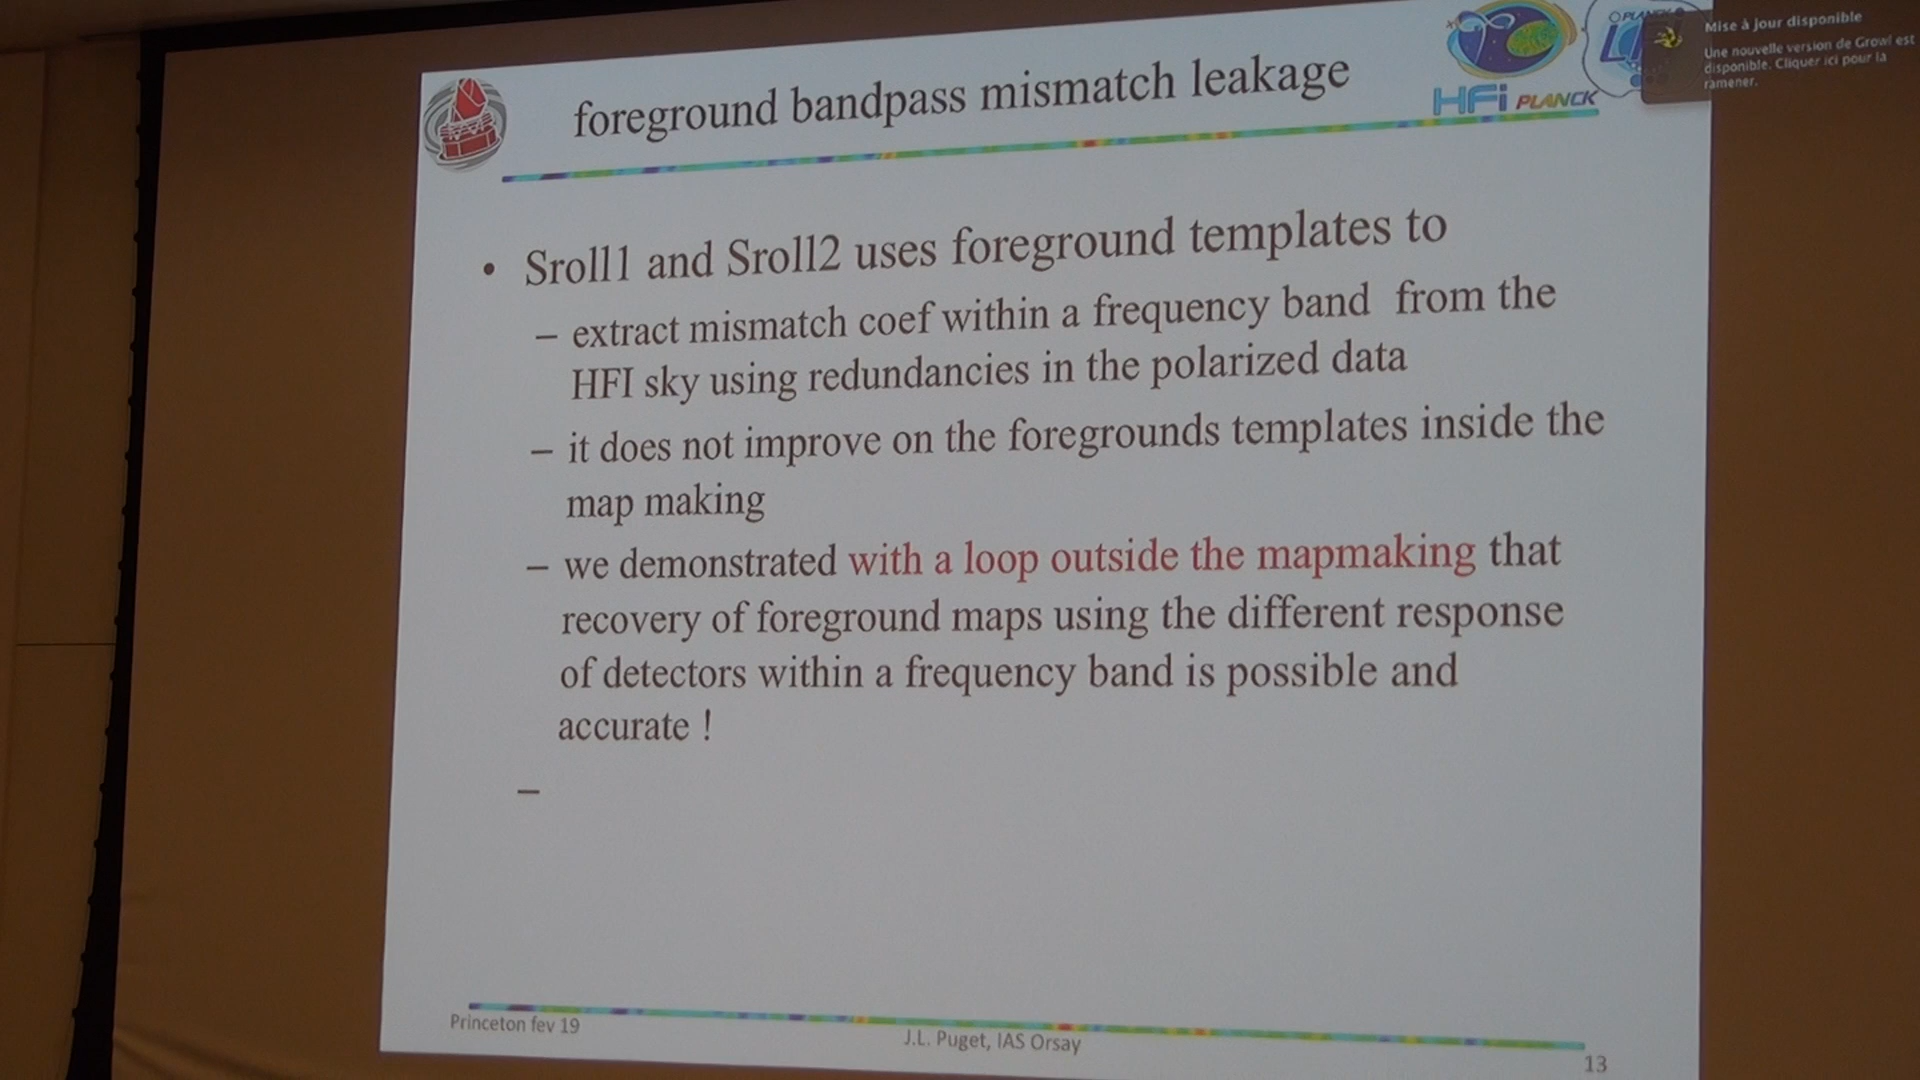 foreground bandpass mismatch leakage
HFi PLANCK
Mise à jour disponible
Une nouvelle version de Growl est
disponible. Cliquer ici pour la
ramener.
• Sroll1 and Sroll2 uses foreground templates to
– extract mismatch coef within a frequency band from the
HFI sky using redundancies in the polarized data
– it does not improve on the foregrounds templates inside the
map making
– we demonstrated with a loop outside the mapmaking that
recovery of foreground maps using the different response
of detectors within a frequency band is possible and
accurate !
–
Princeton fev 19
J.L. Puget, IAS Orsay
13